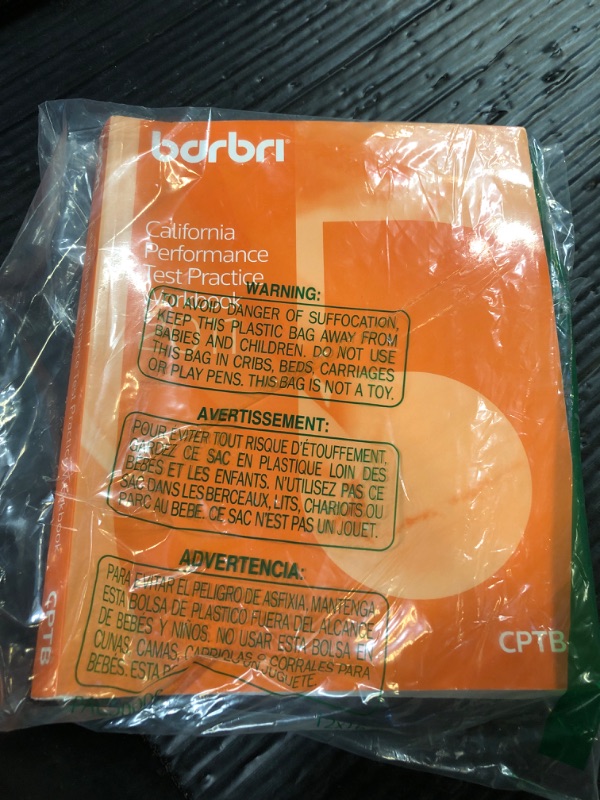 barbri
California
Performance
Test Practice
Workbook
WARNING:
TO AVOID DANGER OF SUFFOCATION,
KEEP THIS PLASTIC BAG AWAY FROM
BABIES AND CHILDREN. DO NOT USE
THIS BAG IN CRIBS, BEDS, CARRIAGES
OR PLAY PENS. THIS BAG IS NOT A TOY.
AVERTISSEMENT:
POUR ÉVITER TOUT RISQUE D'ÉTOUFFEMENT,
GARDEZ CE SAC EN PLASTIQUE LOIN DES
BÉBÉS ET LES ENFANTS. N'UTILISEZ PAS CE
SAC DANS LES BERCEAUX, LITS, CHARIOTS OU
PARC AU BEBE. CE SAC N'EST PAS UN JOUET.
ADVERTENCIA:
PARA EVITAR EL PELIGRO DE ASFIXIA, MANTENGA
ESTA BOLSA DE PLASTICO FUERA DEL ALCANCE
DE BEBÉS Y NIÑOS. NO USAR ESTA BOLSA EN
CUNAS, CAMAS, O CORRALES PARA
BEBÉS. ESTA JUGUETE.
CPTB
CPTB